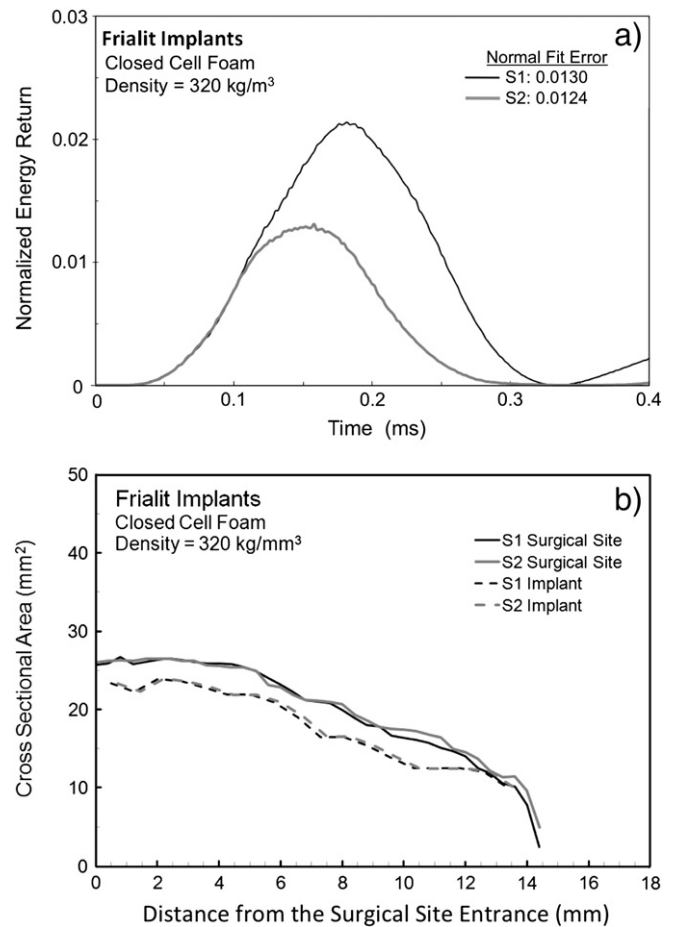 0.03
Frialit Implants
Closed Cell Foam
Density = 320 kg/m³
a)
Normal Fit Error
S1: 0.0130
S2: 0.0124
0.02
0.01
0
Normalized Energy Return
0 0.1 0.2 0.3 0.4
Time (ms)
50
Frialit Implants
Closed Cell Foam
Density = 320 kg/mm³
b)
S1 Surgical Site
S2 Surgical Site
S1 Implant
S2 Implant
40
30
20
10
0
Cross Sectional Area (mm²)
0 2 4 6 8 10 12 14 16 18
Distance from the Surgical Site Entrance (mm)